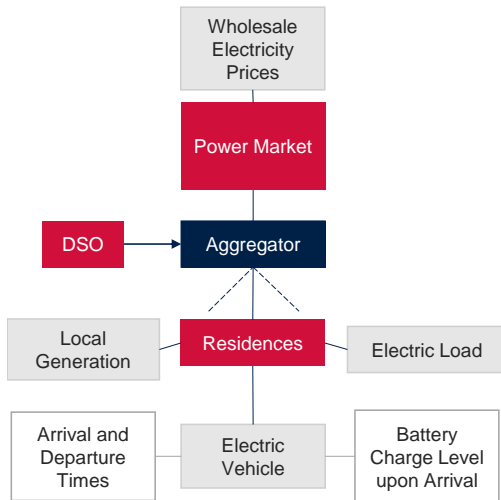 Wholesale
Electricity
Prices
Power Market
DSO
Aggregator
Local
Generation
Residences
Electric Load
Arrival and
Departure
Times
Electric
Vehicle
Battery
Charge Level
upon Arrival